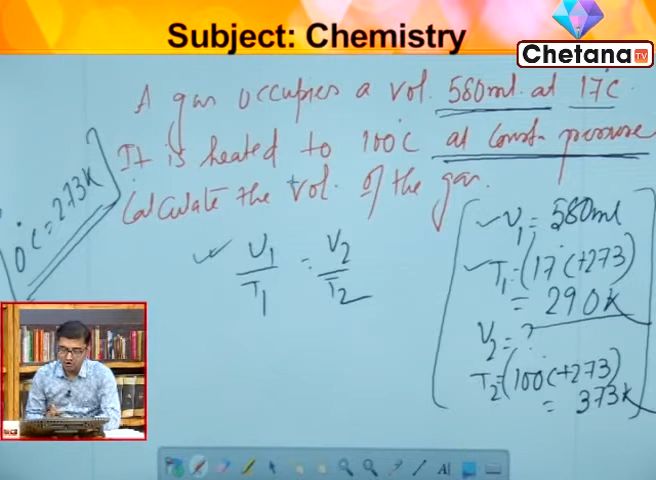 Subject: Chemistry
Chetana TV
A gas occupies a vol. 580ml at 17°C.
It is heated to 100°C at const. pressure
Calculate the vol. of the gas.
0°C = 273K
V1/T1 = V2/T2
V1 = 580ml
T1 = (17°C+273)
= 290K
V2 = ?
T2 = (100°C+273)
= 373K